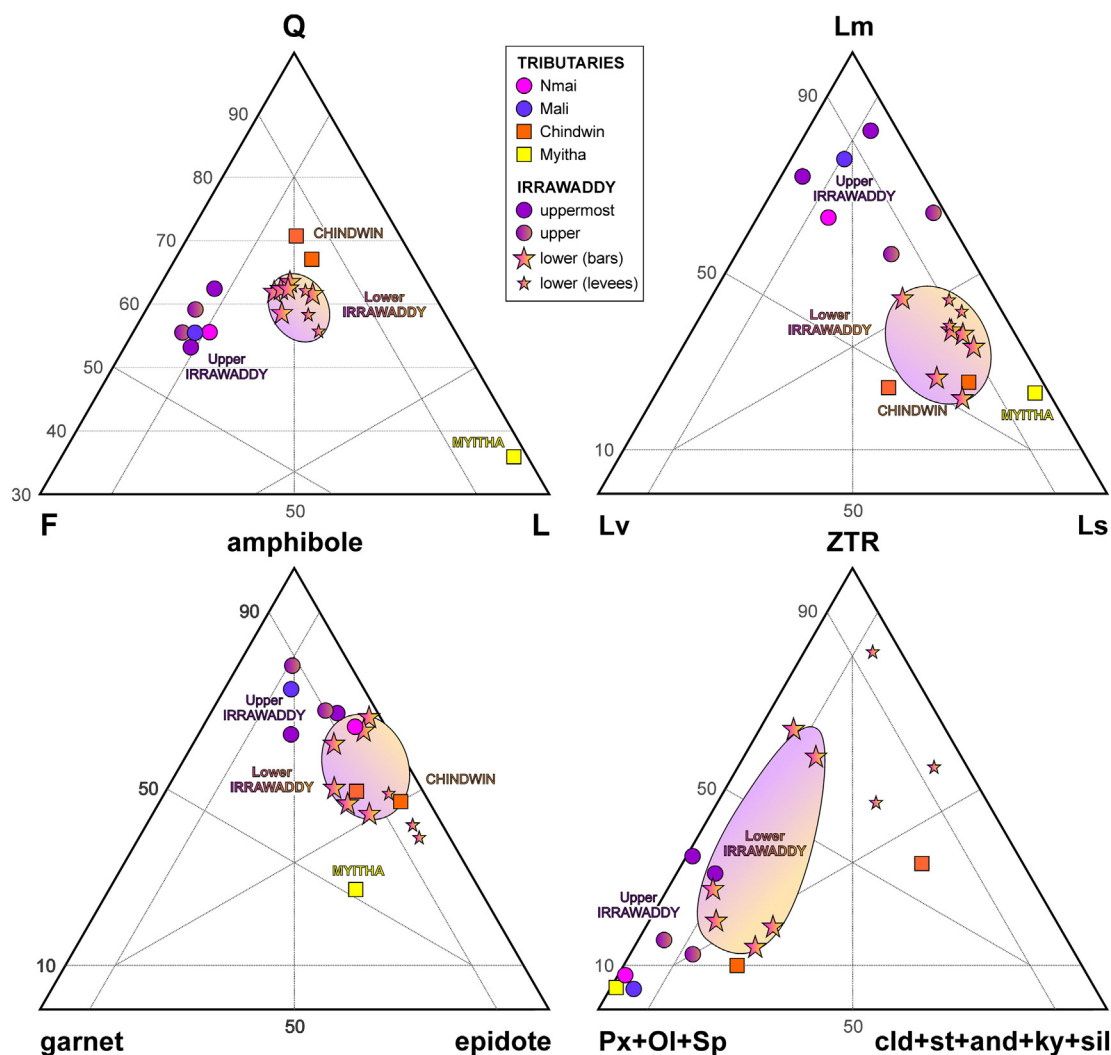 Q
90
80
70
60
50
40
30
CHINDWIN
Lower
IRRAWADDY
Upper
IRRAWADDY
MYITHA
F
50
L
TRIBUTARIES
Nmai
Mali
Chindwin
Myitha
IRRAWADDY
uppermost
upper
lower (bars)
lower (levees)
Lm
90
50
10
Upper
IRRAWADDY
Lower
IRRAWADDY
CHINDWIN
MYITHA
Lv
50
Ls
amphibole
90
50
10
Upper
IRRAWADDY
Lower
IRRAWADDY
CHINDWIN
MYITHA
garnet
50
epidote
ZTR
90
50
10
Lower
IRRAWADDY
Upper
IRRAWADDY
Px+Ol+Sp
50
cld+st+and+ky+sil